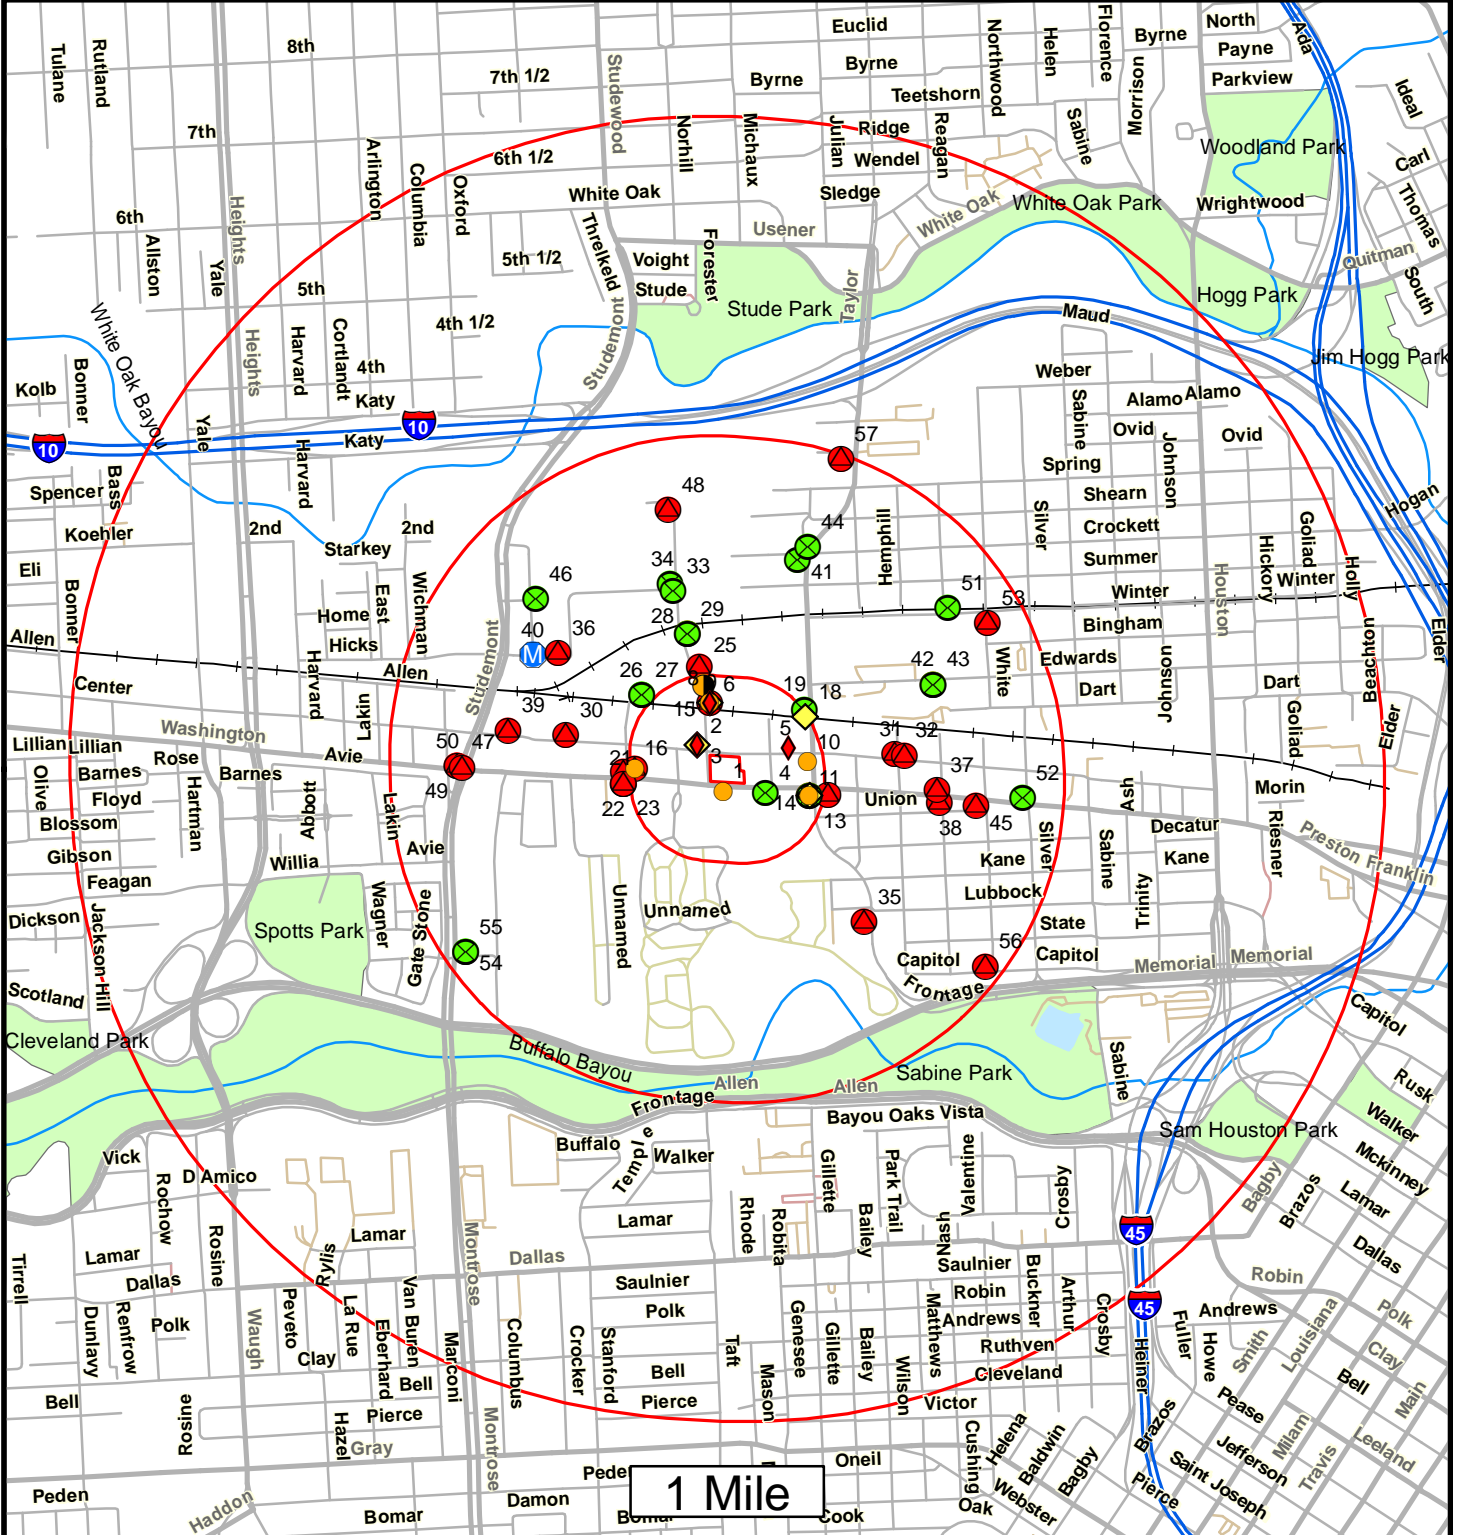 Euclid
North
Ada
Tulane
Rutland
8th
Studewood
7th 1/2
Byrne
Byrne
Teetshorn
Northwood
Helen
Florence
Byrne
Morrison
Payne
Parkview
Ideal
7th
Arlington
Columbia
Oxford
6th 1/2
Norhill
Michaux
Julian
Ridge
Wendel
Reagan
Sabine
Woodland Park
Carl
Thomas
White Oak
Sledge
White Oak
White Oak Park
Wrightwood
6th
Heights
Allston
Yale
5th 1/2
Threlkeld
Voight
Stude
Forester
Usener
Taylor
Quitman
South
5th
Stude Park
Hogg Park
White Oak Bayou
Heights
Harvard
Cortlandt
4th 1/2
4th
Katy
Studemont
Maud
Jim Hogg Park
Kolb
Bonner
Weber
Alamo
Alamo
Sabine
Yale
10
10
Katy
Harvard
57
Ovid
Johnson
Ovid
Spring
Spencer
Bass
48
Shearn
Hogan
Koehler
2nd
2nd
Starkey
44
Hemphill
Silver
Crockett
Goliad
Eli
34
33
41
Summer
Hickory
Winter
Holly
Bonner
East
Wichman
46
51
53
Winter
Houston
Home
Hicks
28
29
Bingham
Elder
Allen
40
M
36
25
Allen
Studemont
26
27
8
6
42
43
White
Edwards
Dart
Johnson
Dart
Beachton
Center
Harvard
Lakin
39
30
15
2
19
18
Goliad
Elder
Washington
Lillian
Lillian
Avie
50
47
21
16
3
5
10
31
32
Rose
Barnes
Barnes
49
1
4
11
37
52
Ash
Morin
Olive
Floyd
Hartman
Abbott
Lakin
22
23
14
13
Union
38
45
Blossom
Avie
Decatur
Riesner
Preston
Franklin
Gibson
Willia
Kane
Silver
Sabine
Kane
Feagan
Lubbock
Trinity
Dickson
Jackson Hill
Spotts Park
Wagner
Gate Stone
55
54
Unnamed
Unnamed
35
State
56
Capitol
Capitol
Memorial
Memorial
Scotland
Frontage
Capitol
Cleveland Park
Buffalo Bayou
Sabine Park
Sabine
Allen
Allen
Frontage
Bayou Oaks Vista
Rusk
Walker
Sam Houston Park
Mckinney
Vick
D Amico
Buffalo
Temple
Walker
Gillette
Park Trail
Valentine
Crosby
Bagby
Brazos
Lamar
Rochow
Rosine
Lamar
Lamar
Rhode
Robita
Bailey
Nash
45
Dallas
Tirrell
Lamar
Dallas
Ryis
Montrose
Dallas
Saulnier
Saulnier
Robin
Buckner
Arthur
Crosby
45
Robin
Dunlavy
Renfrow
Polk
Waugh
Peveto
La Rue
Clay
Eberhard
Van Buren
Marconi
Columbus
Crocker
Stanford
Polk
Taft
Genesee
Gillette
Bailey
Matthews
Andrews
Ruthven
Cleveland
Heiner
Fuller
Andrews
Howe
Smith
Louisiana
Polk
Clay
Bell
Bell
Pierce
Bell
Pierce
Mason
Wilson
Victor
Bell
Main
Rosine
Hazel
Gray
Montrose
Cushing
Helena
Baldwin
Bagby
Brazos
Pease
Jefferson
Milam
Travis
Leeland
Saint Joseph
Oneil
Peden
1 Mile
Webster
Pierce
Peden
Haddon
Bomar
Damon
Cook
Oak